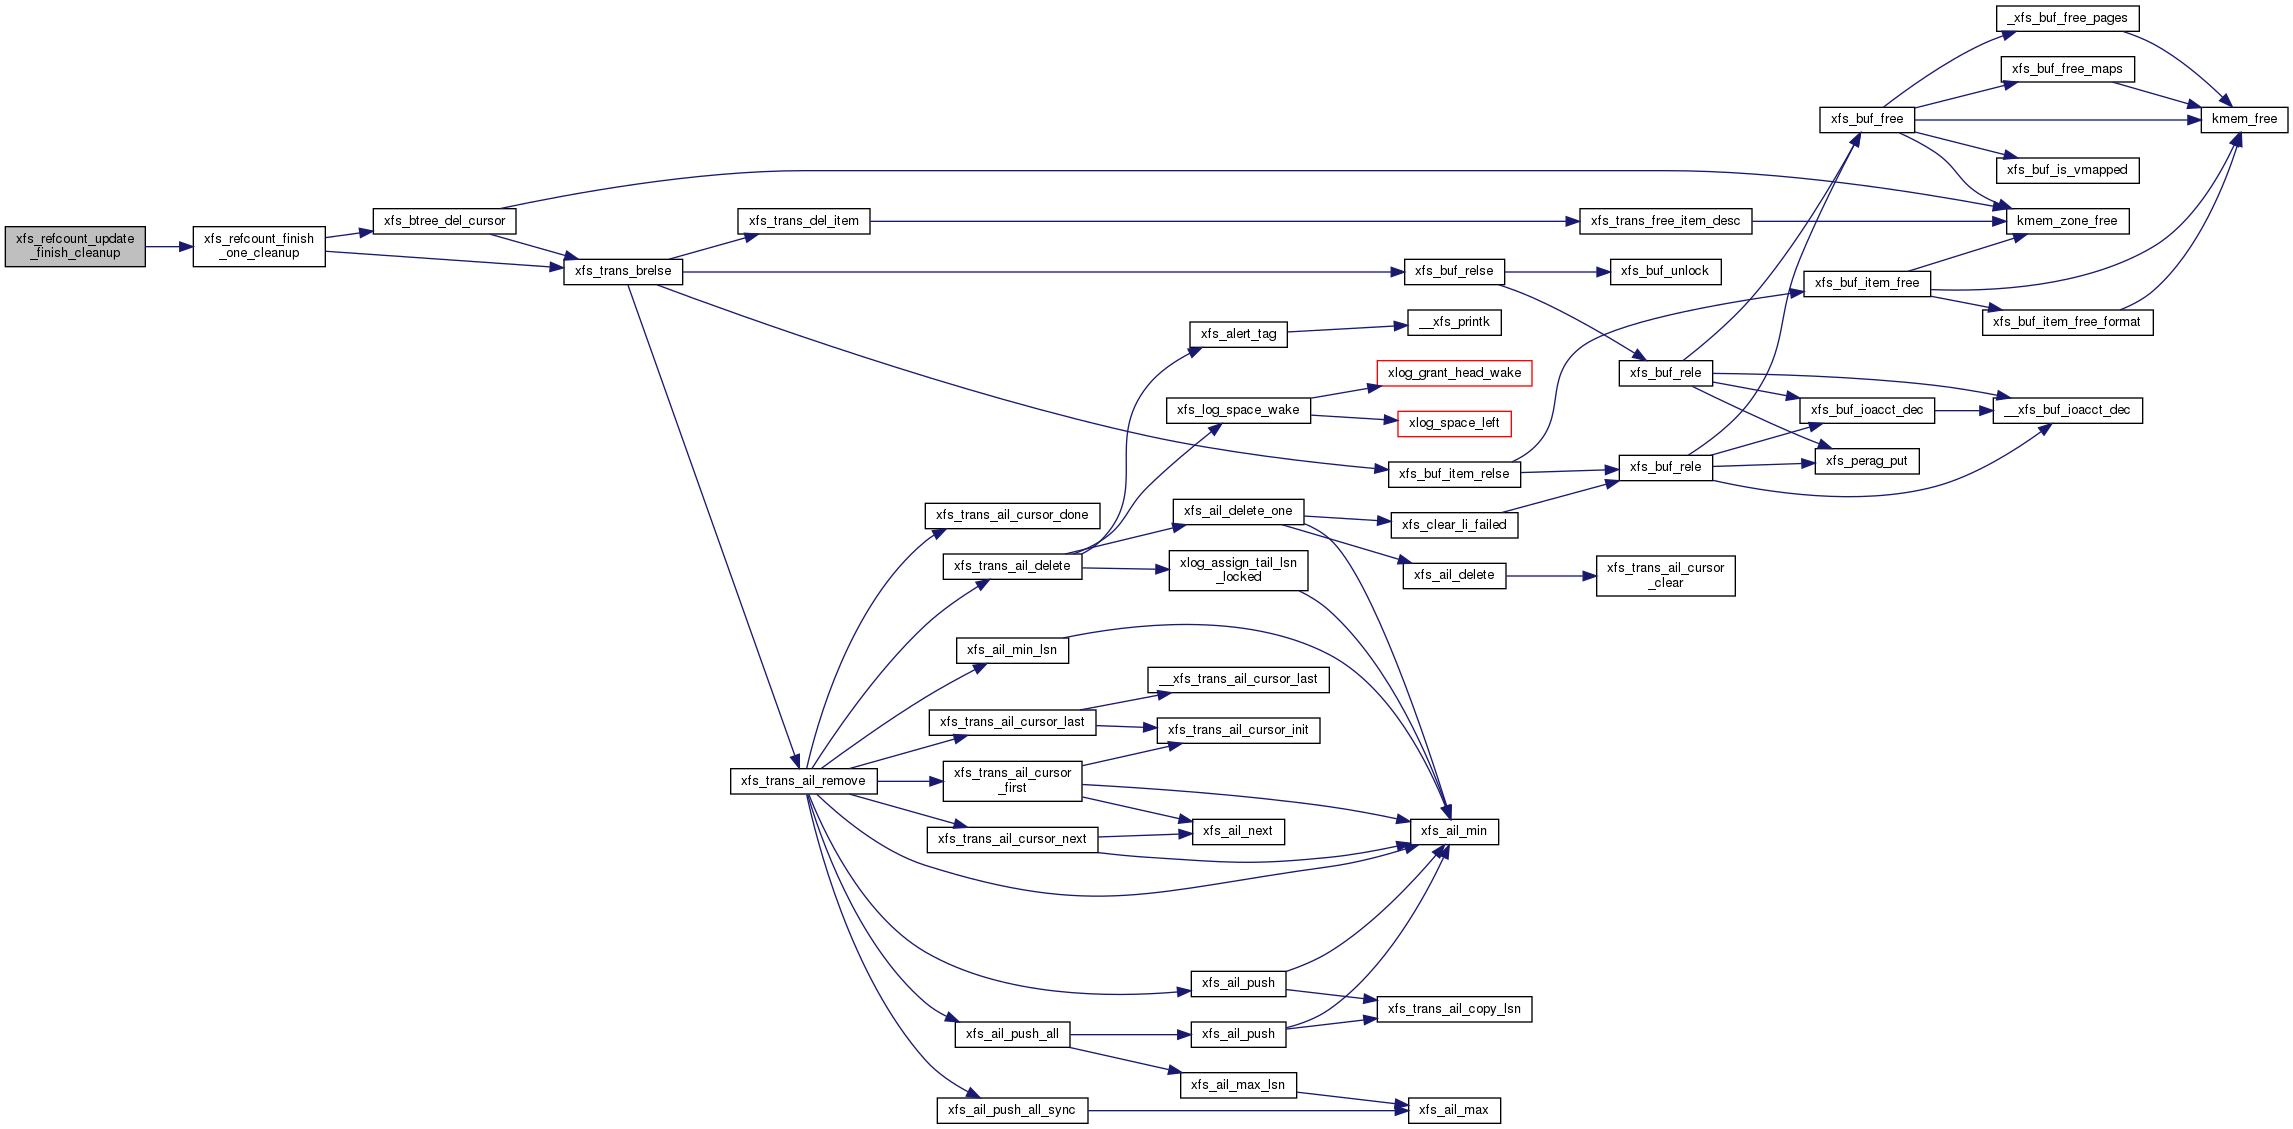 xfs_refcount_update
_finish_cleanup
xfs_refcount_finish
_one_cleanup
xfs_btree_del_cursor
xfs_trans_brelse
xfs_trans_del_item
xfs_trans_ail_remove
xfs_trans_ail_cursor_done
xfs_trans_ail_delete
xfs_ail_min_lsn
xfs_trans_ail_cursor_last
xfs_trans_ail_cursor
_first
xfs_trans_ail_cursor_next
xfs_ail_push_all
xfs_ail_push_all_sync
xfs_alert_tag
xfs_log_space_wake
xfs_ail_delete_one
xlog_assign_tail_lsn
_locked
__xfs_trans_ail_cursor_last
xfs_trans_ail_cursor_init
xfs_ail_next
xfs_ail_push
xfs_ail_push
xfs_ail_max_lsn
xfs_buf_relse
__xfs_printk
xlog_grant_head_wake
xlog_space_left
xfs_buf_item_relse
xfs_clear_li_failed
xfs_ail_delete
xfs_ail_min
xfs_trans_ail_copy_lsn
xfs_ail_max
xfs_trans_free_item_desc
xfs_buf_unlock
xfs_buf_rele
xfs_buf_rele
xfs_trans_ail_cursor
_clear
xfs_buf_free
xfs_buf_item_free
xfs_buf_ioacct_dec
xfs_perag_put
_xfs_buf_free_pages
xfs_buf_free_maps
xfs_buf_is_vmapped
kmem_zone_free
xfs_buf_item_free_format
__xfs_buf_ioacct_dec
kmem_free